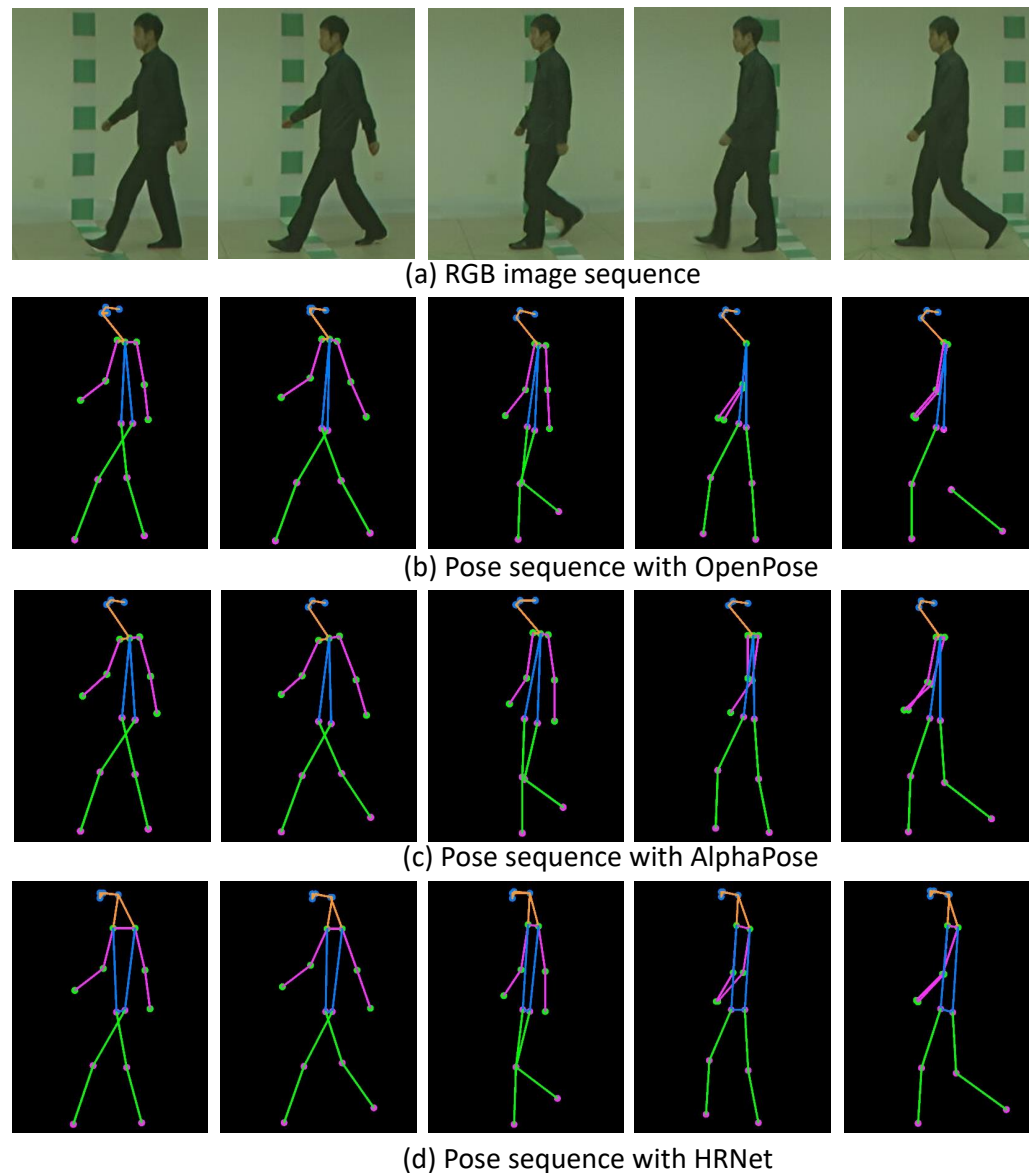 (a) RGB image sequence
(b) Pose sequence with OpenPose
(c) Pose sequence with AlphaPose
(d) Pose sequence with HRNet